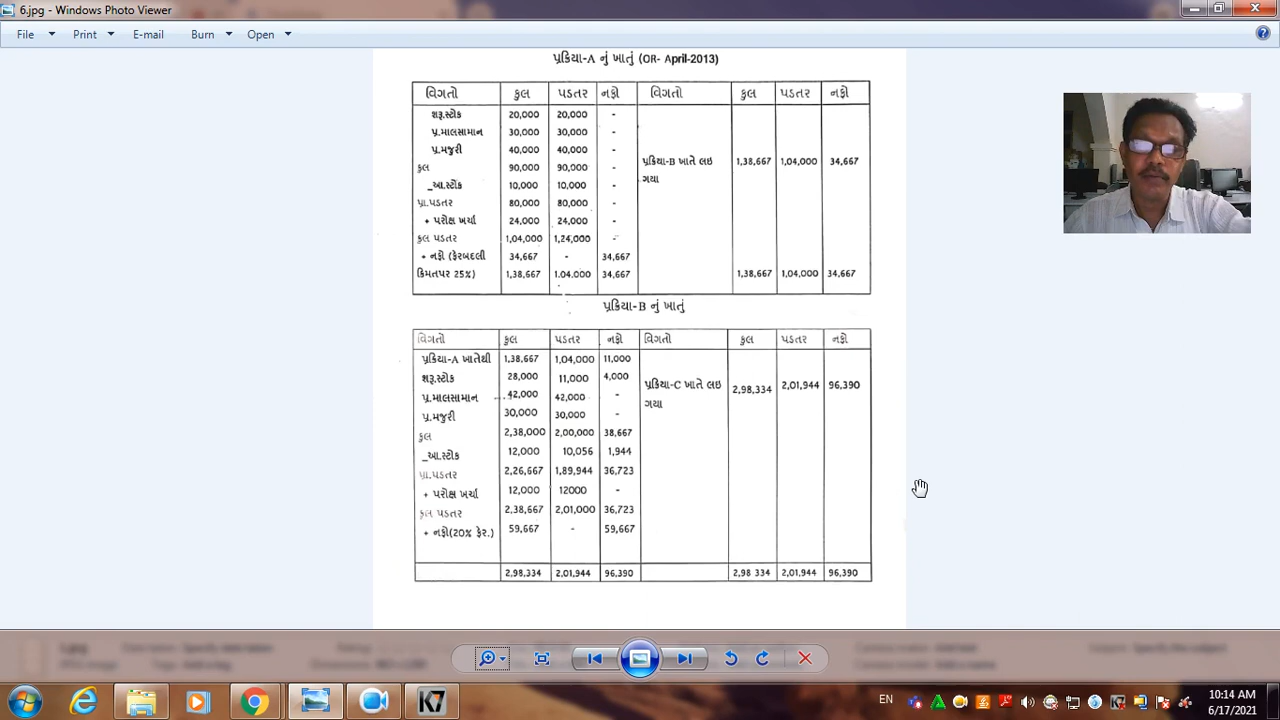 6.jpg - Windows Photo Viewer
File Print E-mail Burn Open
પ્રક્રિયા-A નું ખાતું (OR- April-2013)
વિગતો કુલ પડતર નફો વિગતો કુલ પડતર નફો
શરૂ.સ્ટોક 20,000 20,000 -
પ્ર.માલસામાન 30,000 30,000 -
પ્ર.મજુરી 40,000 40,000 -
પ્રક્રિયા-B ખાતે લઇ 1,38,667 1,04,000 34,667
કુલ 90,000 90,000 -
ગયા
_આ.સ્ટોક 10,000 10,000 -
પ્રા.પડતર 80,000 80,000 -
+ પરોક્ષ ખર્ચા 24,000 24,000 -
કુલ પડતર 1,04,000 1,24,000 -
+ નફો (ફેરબદલી 34,667 - 34,667
કિંમતપર 25%) 1,38,667 1.04.000 34,667 1,38,667 1,04,000 34,667
પ્રક્રિયા-B નું ખાતું
વિગતો કુલ પડતર નફો વિગતો કુલ પડતર નફો
પ્રક્રિયા-A ખાતેથી 1,38,667 1,04,000 11,000
શરૂ.સ્ટોક 28,000 11,000 4,000
પ્રક્રિયા-C ખાતે લઇ 2,98,334 2,01,944 96,390
પ્ર.માલસામાન 42,000 42,000 -
ગયા
પ્ર.મજુરી 30,000 30,000 -
કુલ 2,38,000 2,00,000 38,667
_આ.સ્ટોક 12,000 10,056 1,944
પ્રા.પડતર 2,26,667 1,89,944 36,723
+ પરોક્ષ ખર્ચા 12,000 12000 -
કુલ પડતર 2,38,667 2,01,000 36,723
+ નફો(20% ફેર.) 59,667 - 59,667
2,98,334 2,01,944 96,390 2,98 334 2,01,944 96,390
EN
10:14 AM
6/17/2021